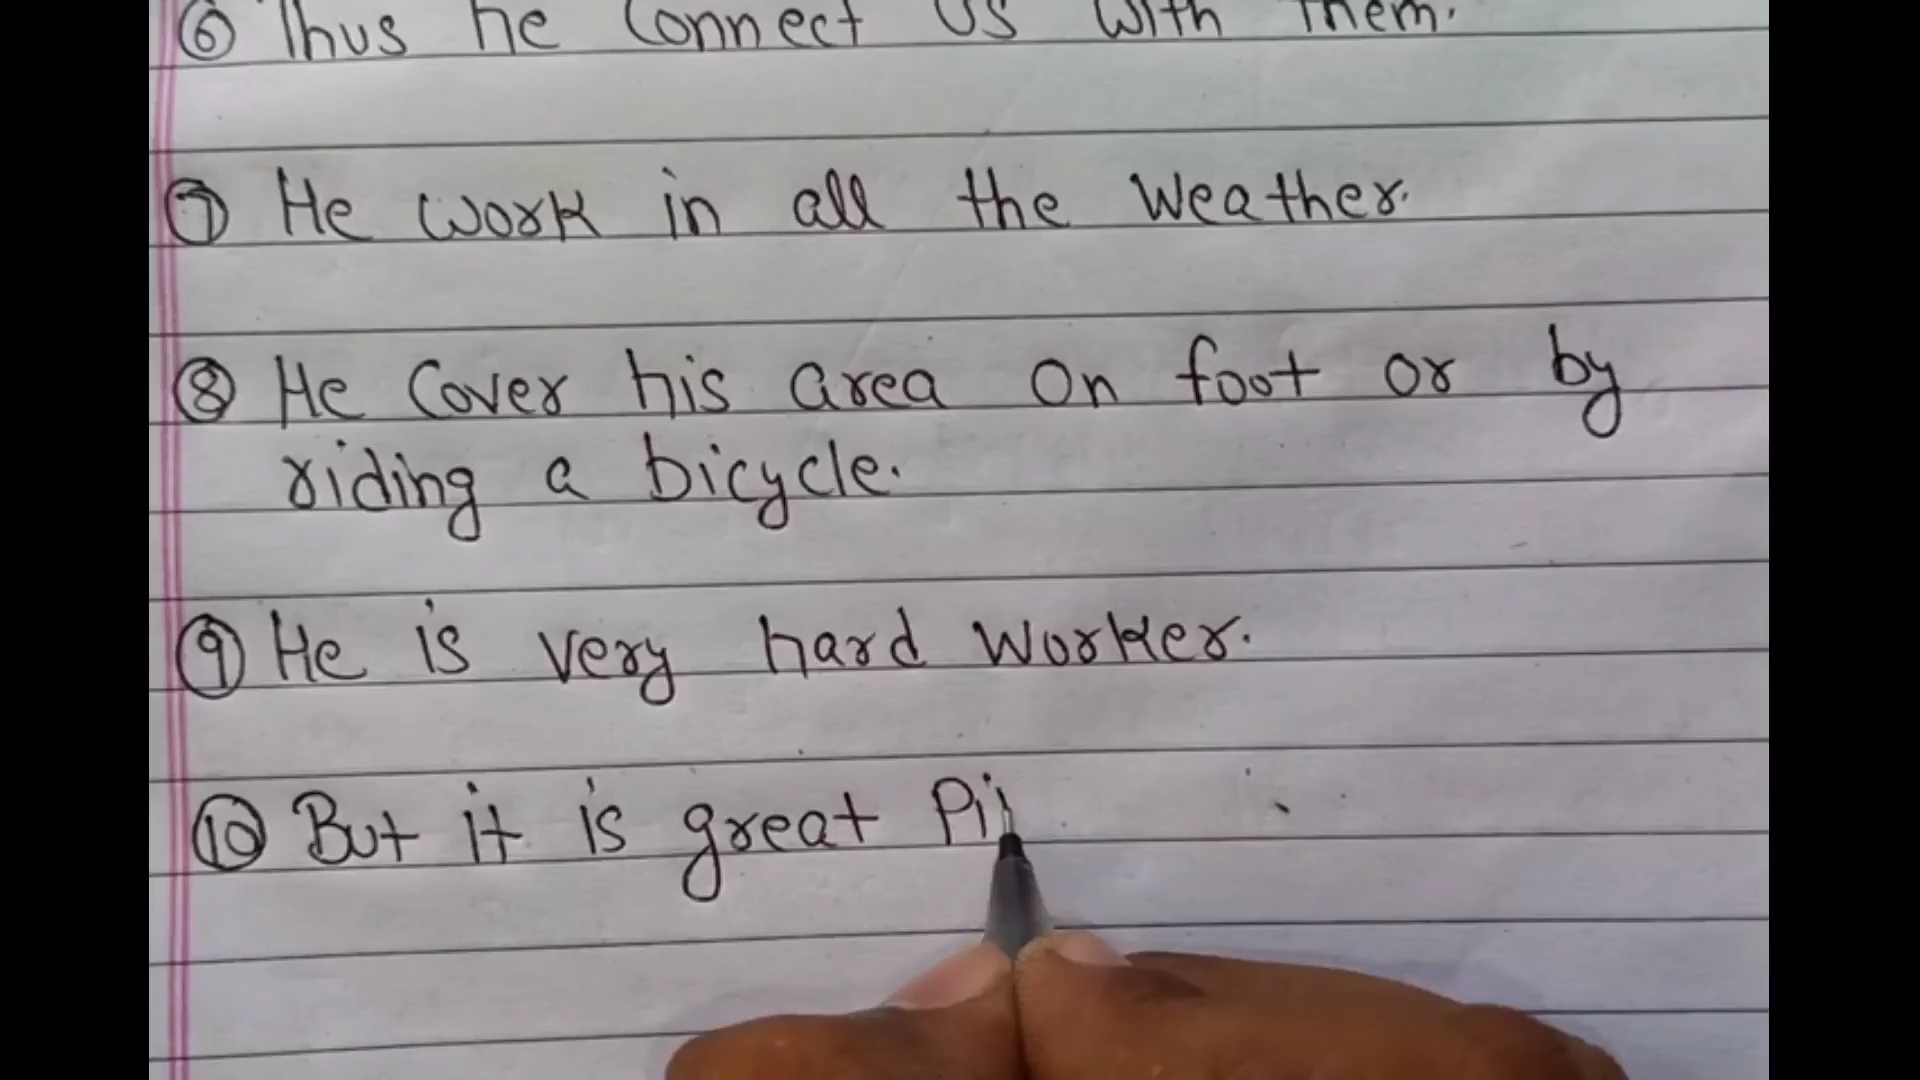 ⑥ Thus he Connect Us With Them.
⑦ He work in all the Weather.
⑧ He Cover his area On foot or by
riding a bicycle.
⑨ He is very hard Worker.
⑩ But it is great